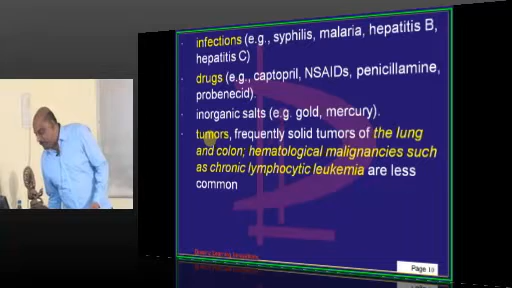 · infections (e.g., syphilis, malaria, hepatitis B,
hepatitis C)
· drugs (e.g., captopril, NSAIDs, penicillamine,
probenecid).
· inorganic salts (e.g. gold, mercury).
· tumors, frequently solid tumors of the lung
and colon; hematological malignancies such
as chronic lymphocytic leukemia are less
common
Page 10